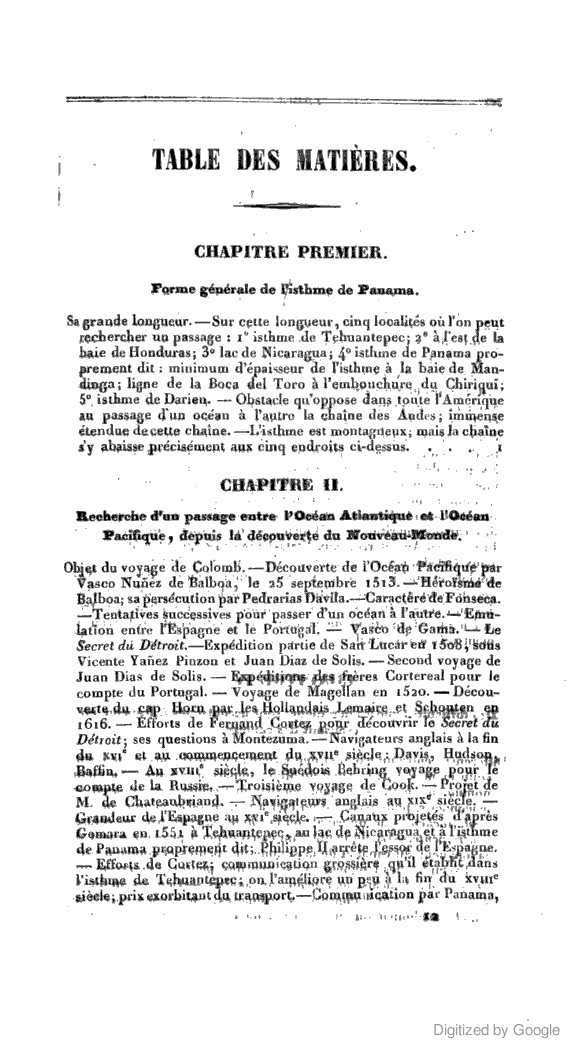 TABLE DES MATIÈRES.
CHAPITRE PREMIER.
Forme générale de l'isthme de Panama.
Sa grande longueur. — Sur cette longueur, cinq localités où l'on peut
rechercher un passage : 1° isthme de Tehuantepec; 2° à l'est de la
baie de Honduras; 3° lac de Nicaragua; 4° isthme de Panama pro-
prement dit : minimum d'épaisseur de l'isthme à la baie de Man-
dinga; ligne de la Boca del Toro à l'embouchure du Chiriqui;
5° isthme de Darien. — Obstacle qu'oppose dans toute l'Amérique
au passage d'un océan à l'autre la chaîne des Andes; immense
étendue de cette chaîne. — L'isthme est montagneux; mais la chaîne
s'y abaisse précisément aux cinq endroits ci-dessus. . . . . 1
CHAPITRE II.
Recherche d'un passage entre l'Océan Atlantique et l'Océan
Pacifique, depuis la découverte du Nouveau-Monde.
Objet du voyage de Colomb. — Découverte de l'Océan Pacifique par
Vasco Nuñez de Balboa, le 25 septembre 1513. — Héroïsme de
Balboa; sa persécution par Pedrarias Davila. — Caractère de Fonseca.
— Tentatives successives pour passer d'un océan à l'autre. — Emu-
lation entre l'Espagne et le Portugal. — Vasco de Gama. — Le
Secret du Détroit. — Expédition partie de San Lucar en 1508, sous
Vicente Yañez Pinzon et Juan Diaz de Solis. — Second voyage de
Juan Dias de Solis. — Expéditions des frères Cortereal pour le
compte du Portugal. — Voyage de Magellan en 1520. — Décou-
verte du cap Horn par les Hollandais Lemaire et Schouten en
1616. — Efforts de Fernand Cortez pour découvrir le Secret du
Détroit; ses questions à Montezuma. — Navigateurs anglais à la fin
du XVIe et au commencement du XVIIe siècle; Davis, Hudson,
Baffin. — Au XVIIIe siècle, le Suédois Behring voyage pour le
compte de la Russie. — Troisième voyage de Cook. — Projet de
M. de Chateaubriand. — Navigateurs anglais au XIXe siècle. —
Grandeur de l'Espagne au XVIe siècle. — Canaux projetés d'après
Gomara en 1551 à Tehuantepec, au lac de Nicaragua et à l'isthme
de Panama proprement dit; Philippe II arrête l'essor de l'Espagne.
— Efforts de Cortez; communication grossière qu'il établit dans
l'isthme de Tehuantepec; on l'améliore un peu à la fin du XVIIIe
siècle; prix exorbitant du transport. — Communication par Panama,
12
Digitized by Google